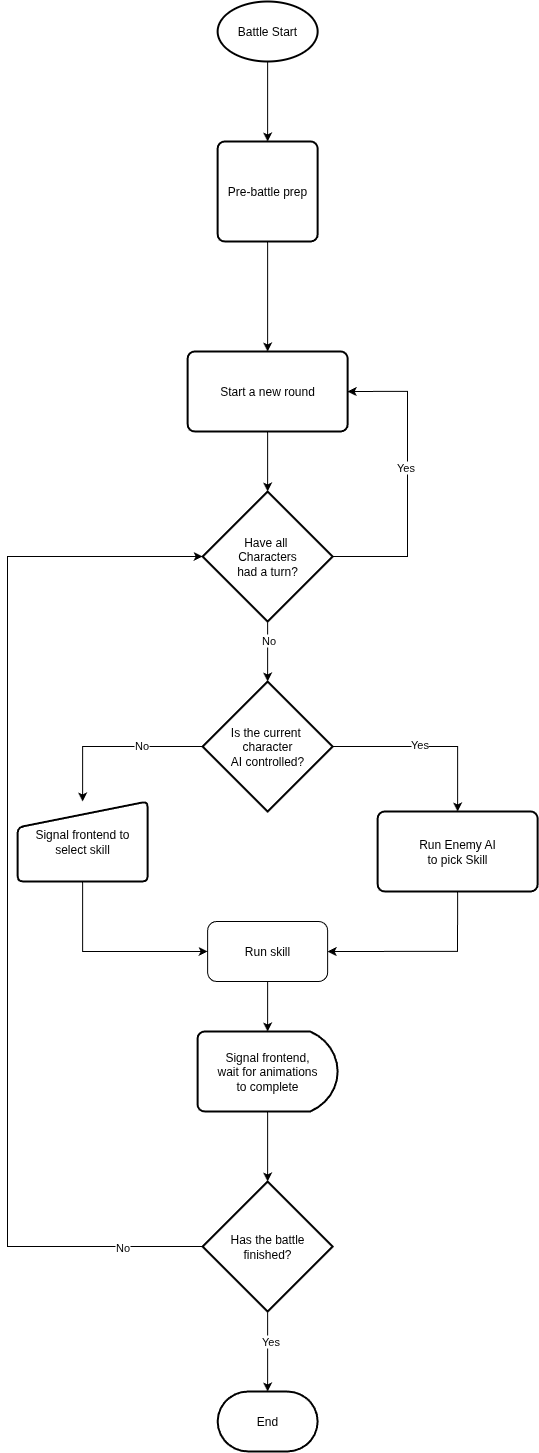 Battle Start
Pre-battle prep
Start a new round
Yes
Have all
Characters
had a turn?
No
Is the current
character
AI controlled?
No
Yes
Signal frontend to
select skill
Run Enemy AI
to pick Skill
Run skill
Signal frontend,
wait for animations
to complete
Has the battle
finished?
No
Yes
End